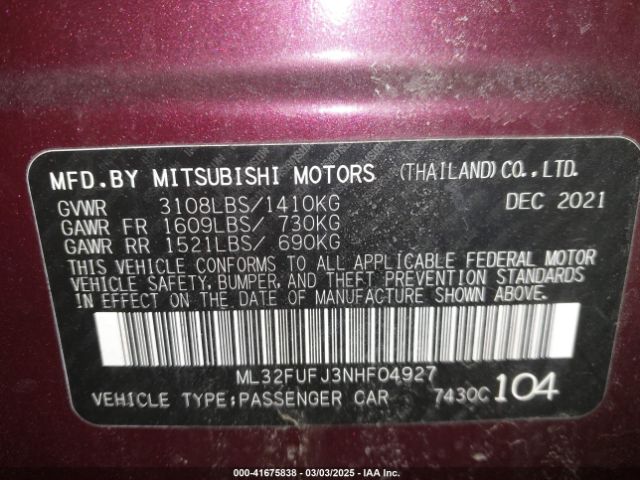 MFD.BY MITSUBISHI MOTORS (THAILAND) CO., LTD.
GVWR 3108LBS/1410KG DEC 2021
GAWR FR 1609LBS/ 730KG
GAWR RR 1521LBS/ 690KG
THIS VEHICLE CONFORMS TO ALL APPLICABLE FEDERAL MOTOR
VEHICLE SAFETY, BUMPER, AND THEFT PREVENTION STANDARDS
IN EFFECT ON THE DATE OF MANUFACTURE SHOWN ABOVE.
ML32FUFJ3NHF04927
VEHICLE TYPE:PASSENGER CAR 7430C 104
000-41675838 - 03/03/2025 - IAA Inc.